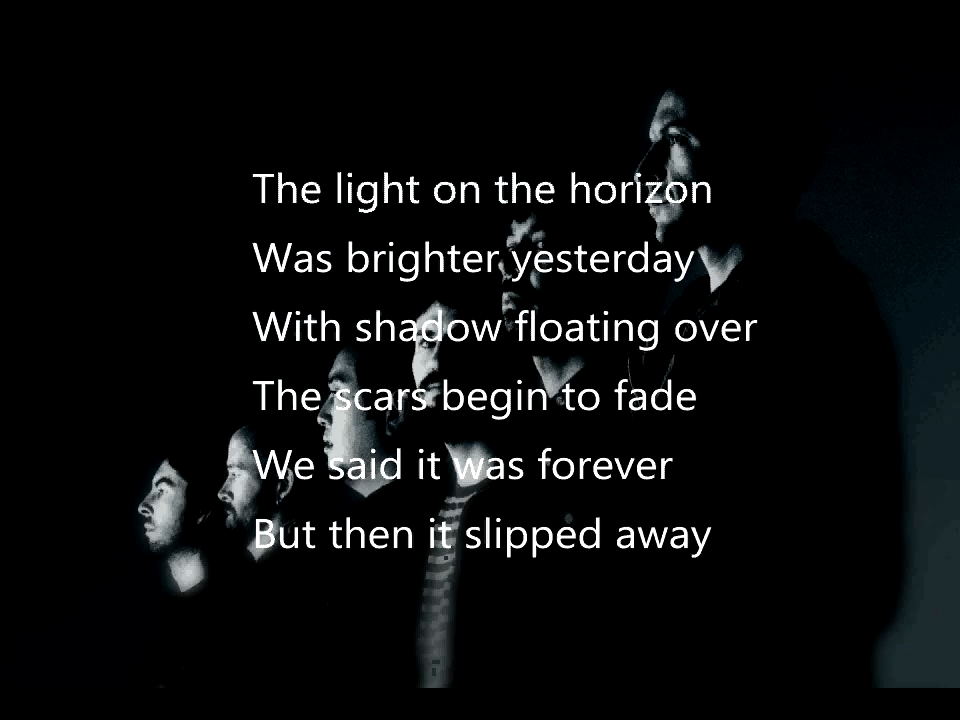 The light on the horizon
Was brighter yesterday
With shadow floating over
The scars begin to fade
We said it was forever
But then it slipped away